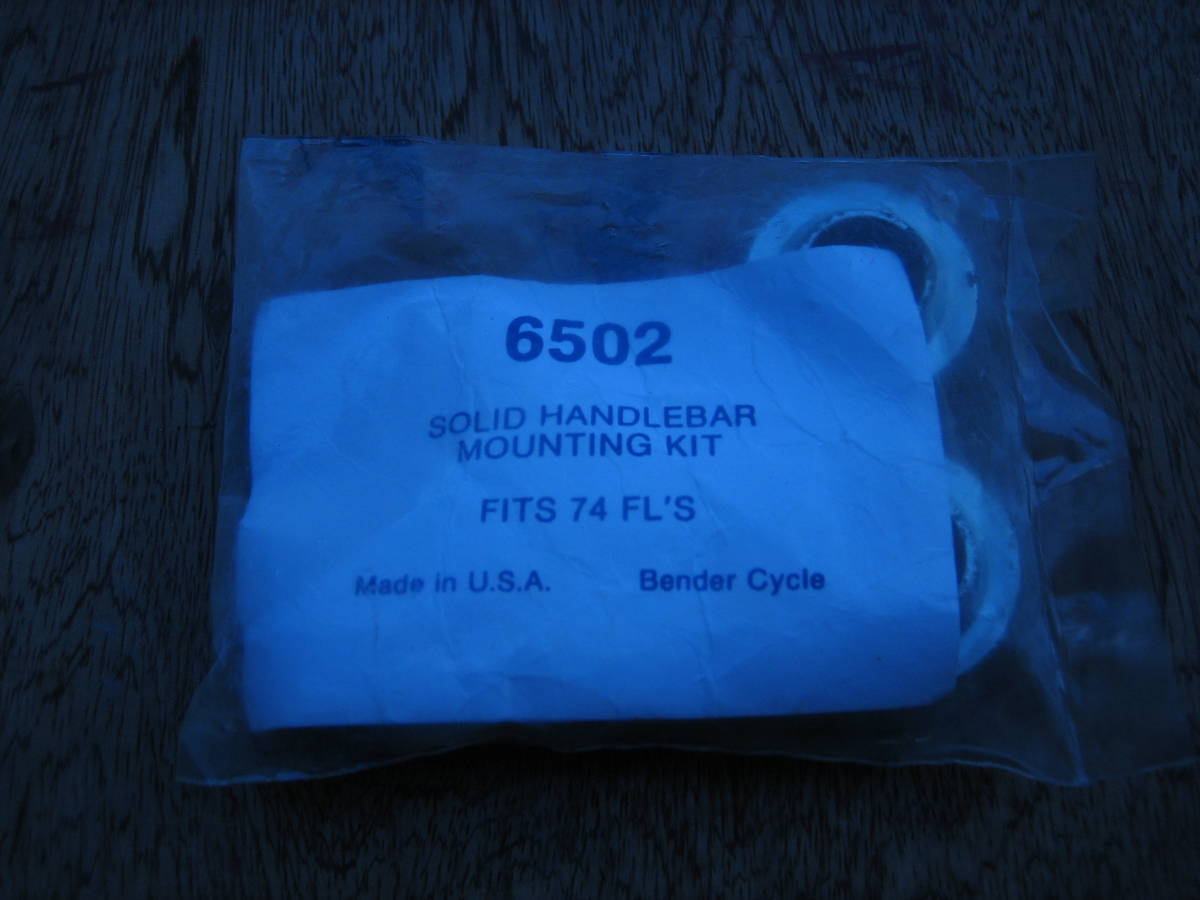 6502
SOLID HANDLEBAR
MOUNTING KIT
FITS 74 FL'S
Made in U.S.A. Bender Cycle